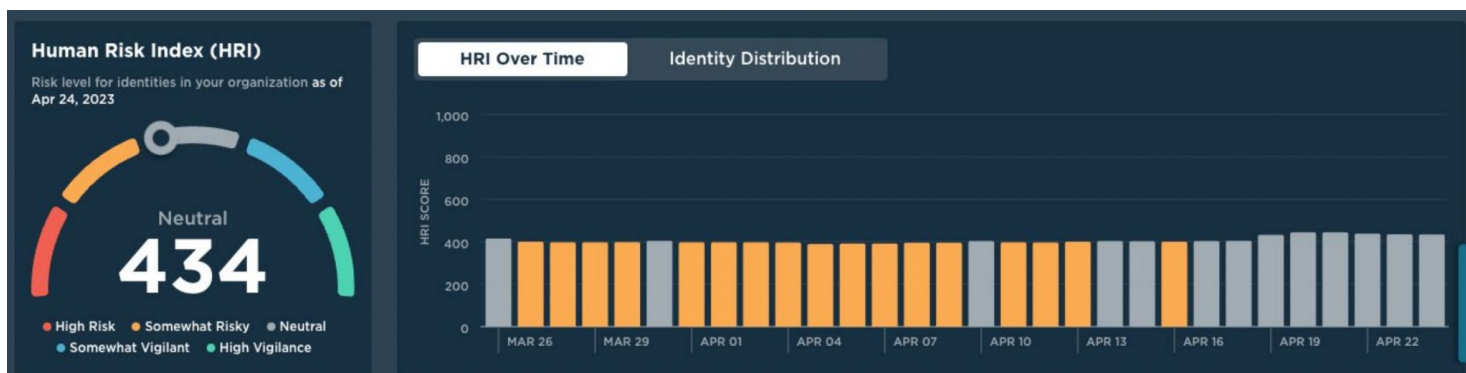 Human Risk Index (HRI)
Risk level for identities in your organization as of
Apr 24, 2023
Neutral
434
High Risk Somewhat Risky Neutral
Somewhat Vigilant High Vigilance
HRI Over Time Identity Distribution
HRI SCORE
1,000
800
600
400
200
0
MAR 26 MAR 29 APR 01 APR 04 APR 07 APR 10 APR 13 APR 16 APR 19 APR 22